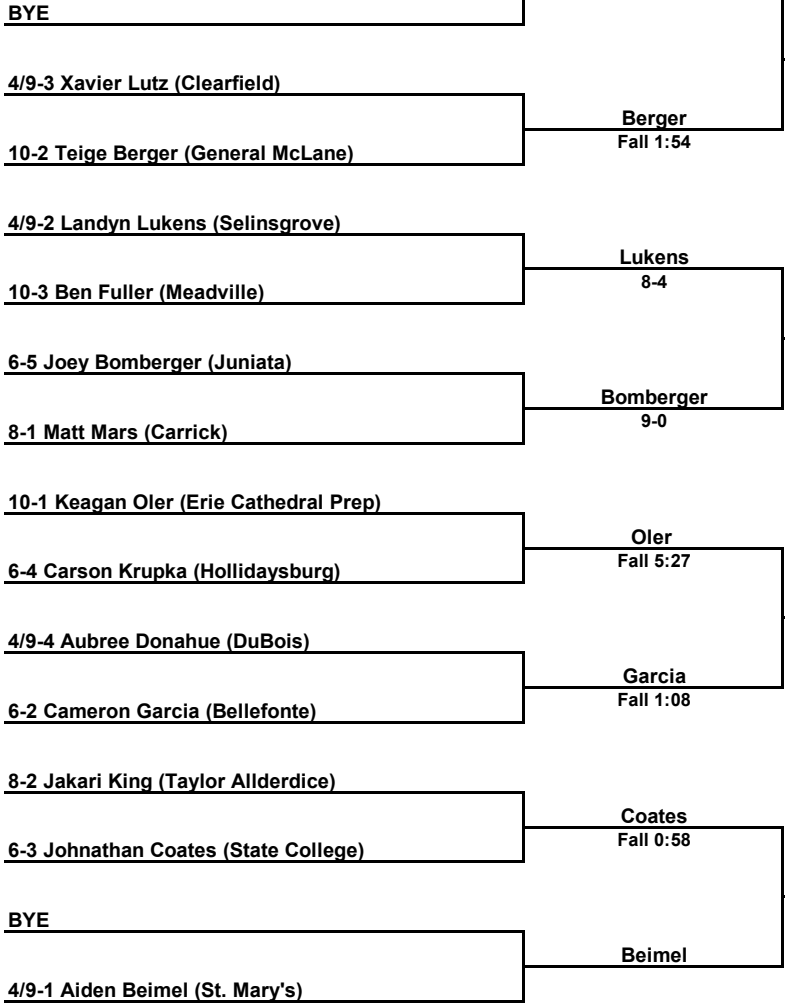 BYE
4/9-3 Xavier Lutz (Clearfield)
Berger
Fall 1:54
10-2 Teige Berger (General McLane)
4/9-2 Landyn Lukens (Selinsgrove)
Lukens
8-4
10-3 Ben Fuller (Meadville)
6-5 Joey Bomberger (Juniata)
Bomberger
9-0
8-1 Matt Mars (Carrick)
10-1 Keagan Oler (Erie Cathedral Prep)
Oler
Fall 5:27
6-4 Carson Krupka (Hollidaysburg)
4/9-4 Aubree Donahue (DuBois)
Garcia
Fall 1:08
6-2 Cameron Garcia (Bellefonte)
8-2 Jakari King (Taylor Allderdice)
Coates
Fall 0:58
6-3 Johnathan Coates (State College)
BYE
Beimel
4/9-1 Aiden Beimel (St. Mary's)